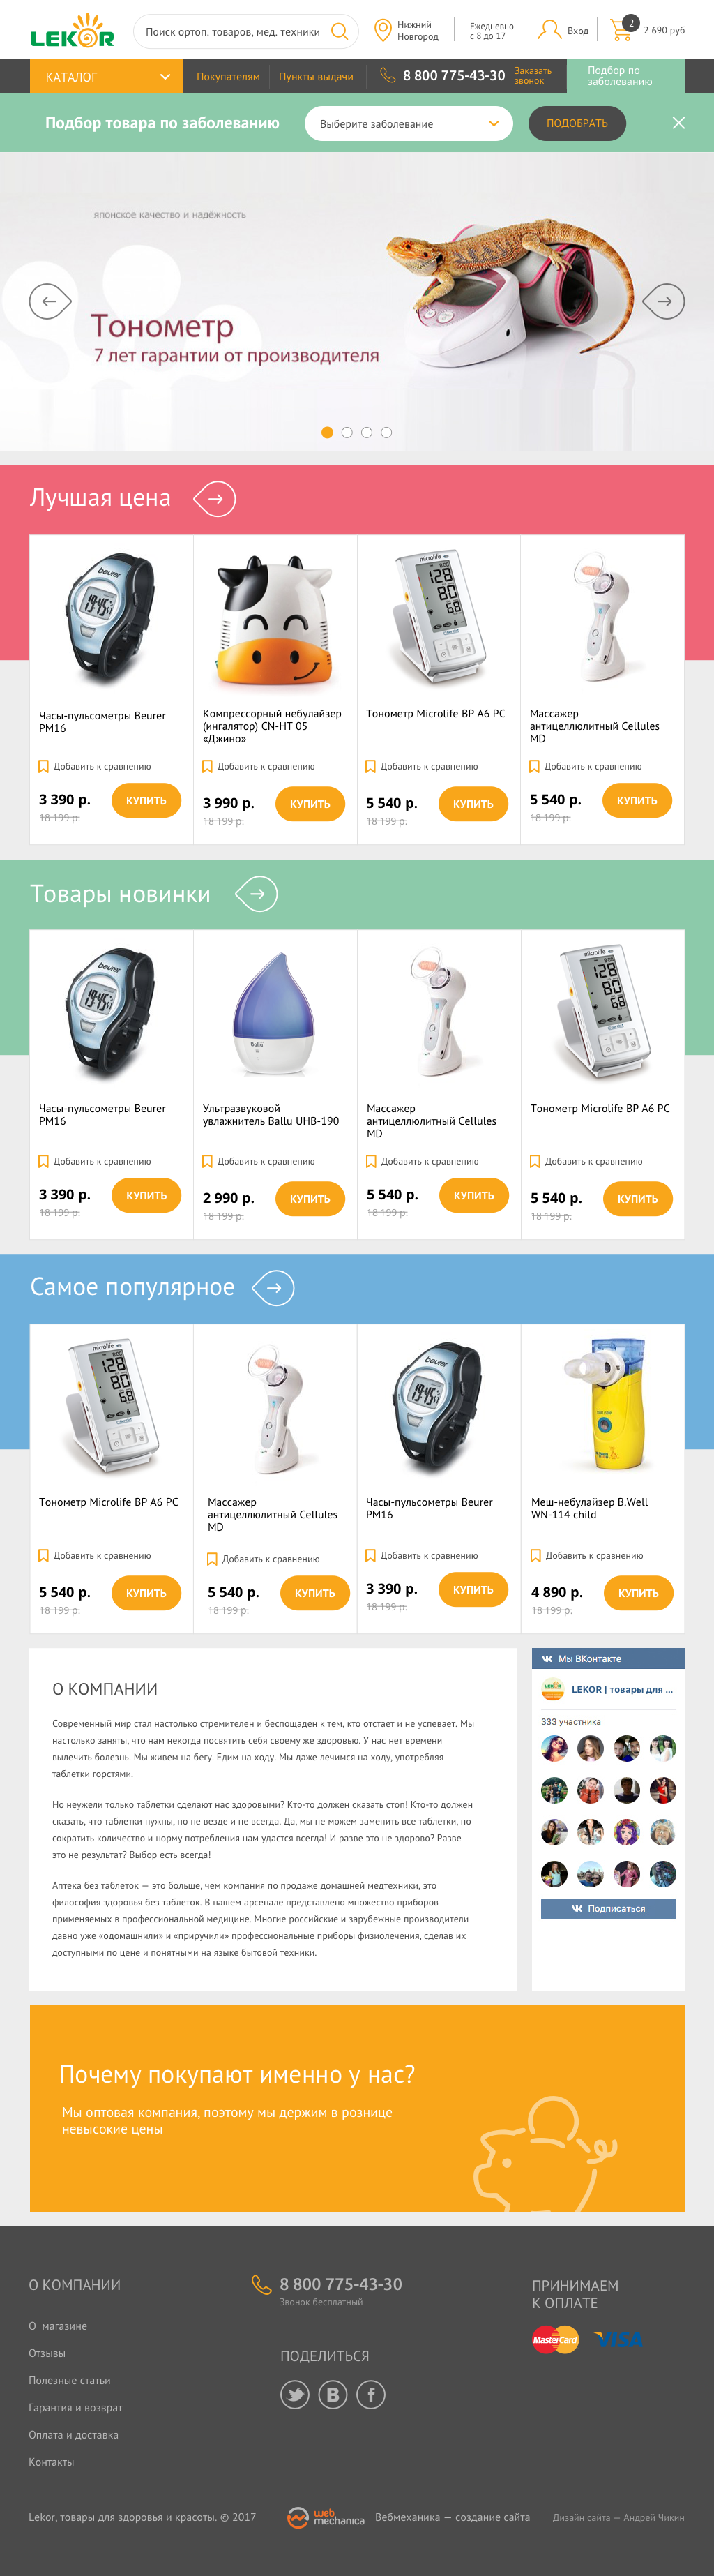 LEKOR
Поиск ортоп. товаров, мед. техники
Нижний
Новгород
Ежедневно
с 8 до 17
Вход
2
2 690 руб
КАТАЛОГ
Покупателям
Пункты выдачи
8 800 775-43-30
Заказать
звонок
Подбор по
заболеванию
Подбор товара по заболеванию
Выберите заболевание
ПОДОБРАТЬ
японское качество и надёжность
Тонометр
7 лет гарантии от производителя
Лучшая цена
Часы-пульсометры Beurer
PM16
Добавить к сравнению
3 390 р.
18 199 р.
КУПИТЬ
Компрессорный небулайзер
(ингалятор) CN-HT 05
«Джино»
Добавить к сравнению
3 990 р.
18 199 р.
КУПИТЬ
Тонометр Microlife BP A6 PC
Добавить к сравнению
5 540 р.
18 199 р.
КУПИТЬ
Массажер
антицеллюлитный Cellules
MD
Добавить к сравнению
5 540 р.
18 199 р.
КУПИТЬ
Товары новинки
Часы-пульсометры Beurer
PM16
Добавить к сравнению
3 390 р.
18 199 р.
КУПИТЬ
Ультразвуковой
увлажнитель Ballu UHB-190
Добавить к сравнению
2 990 р.
18 199 р.
КУПИТЬ
Массажер
антицеллюлитный Cellules
MD
Добавить к сравнению
5 540 р.
18 199 р.
КУПИТЬ
Тонометр Microlife BP A6 PC
Добавить к сравнению
5 540 р.
18 199 р.
КУПИТЬ
Самое популярное
Тонометр Microlife BP A6 PC
Добавить к сравнению
5 540 р.
18 199 р.
КУПИТЬ
Массажер
антицеллюлитный Cellules
MD
Добавить к сравнению
5 540 р.
18 199 р.
КУПИТЬ
Часы-пульсометры Beurer
PM16
Добавить к сравнению
3 390 р.
18 199 р.
КУПИТЬ
Меш-небулайзер B.Well
WN-114 child
Добавить к сравнению
4 890 р.
18 199 р.
КУПИТЬ
О КОМПАНИИ
Современный мир стал настолько стремителен и беспощаден к тем, кто отстает и не успевает. Мы
настолько заняты, что нам некогда посвятить себя своему же здоровью. У нас нет времени
вылечить болезнь. Мы живем на бегу. Едим на ходу. Мы даже лечимся на ходу, употребляя
таблетки горстями.
Но неужели только таблетки сделают нас здоровыми? Кто-то должен сказать стоп! Кто-то должен
сказать, что таблетки нужны, но не везде и не всегда. Да, мы не можем заменить все таблетки, но
сократить количество и норму потребления нам удастся всегда! И разве это не здорово? Разве
это не результат? Выбор есть всегда!
Аптека без таблеток — это больше, чем компания по продаже домашней медтехники, это
философия здоровья без таблеток. В нашем арсенале представлено множество приборов
применяемых в профессиональной медицине. Многие российские и зарубежные производители
давно уже «одомашнили» и «приручили» профессиональные приборы физиолечения, сделав их
доступными по цене и понятными на языке бытовой техники.
Мы ВКонтакте
LEKOR | товары для ...
333 участника
Подписаться
Почему покупают именно у нас?
Мы оптовая компания, поэтому мы держим в рознице
невысокие цены
О КОМПАНИИ
О магазине
Отзывы
Полезные статьи
Гарантия и возврат
Оплата и доставка
Контакты
8 800 775-43-30
Звонок бесплатный
ПОДЕЛИТЬСЯ
ПРИНИМАЕМ
К ОПЛАТЕ
MasterCard
VISA
Lekor, товары для здоровья и красоты. © 2017
web
mechanica
Вебмеханика — создание сайта
Дизайн сайта — Андрей Чикин